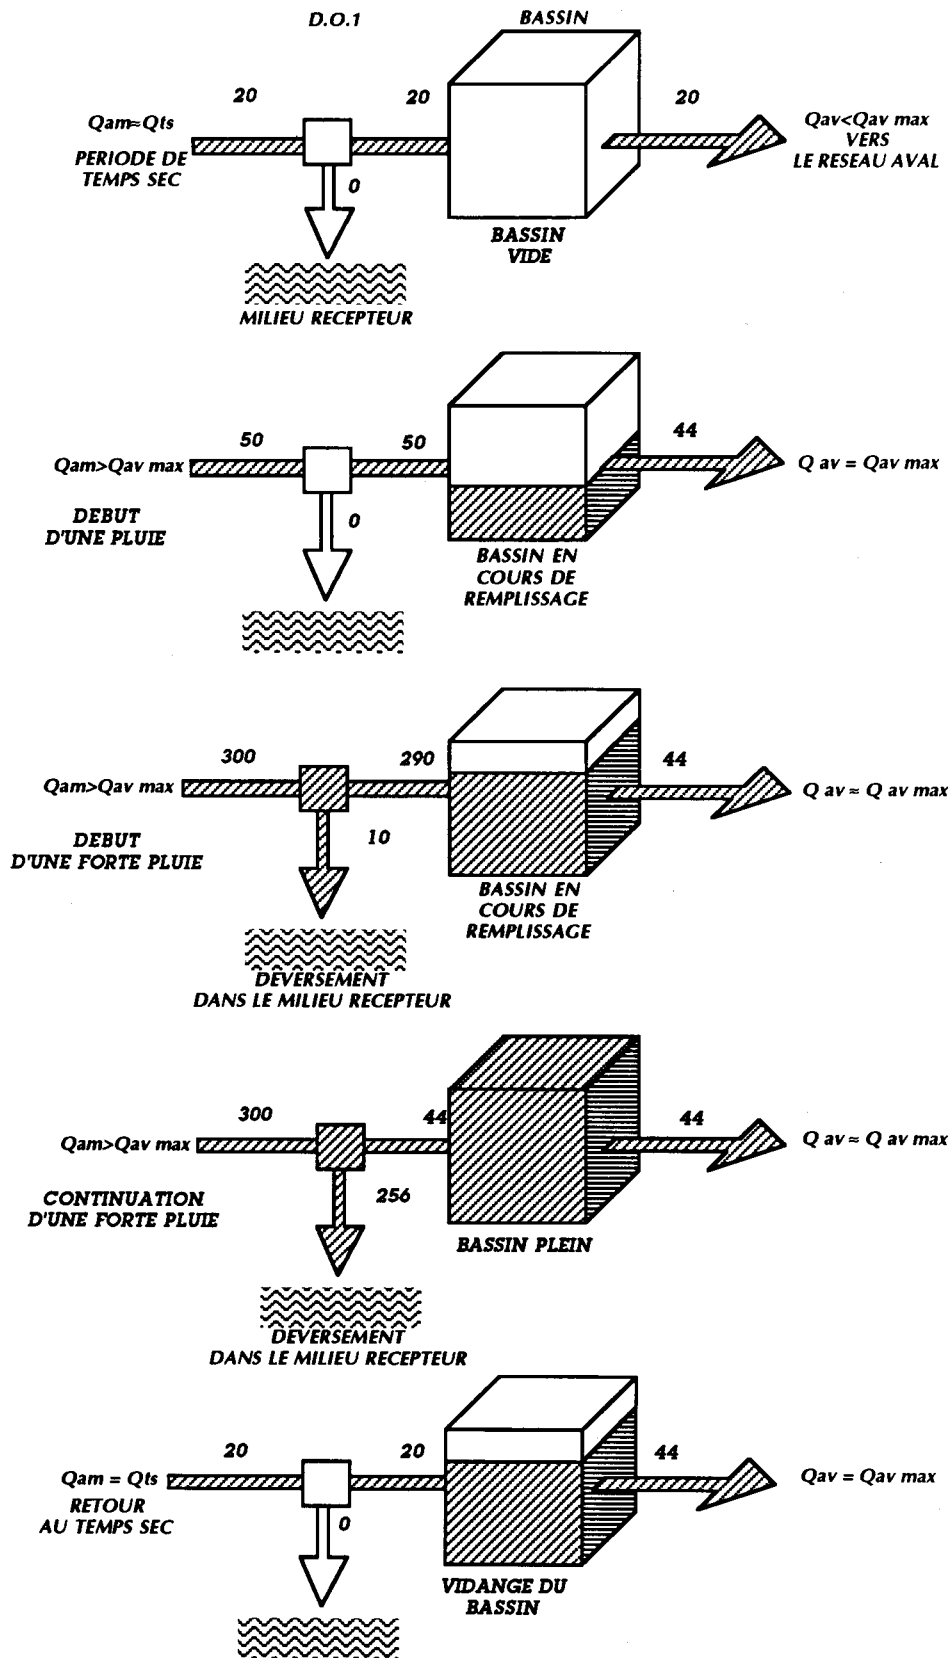 D.O.1
BASSIN
20
20
20
Qam≈Qts
PERIODE DE
TEMPS SEC
Qav<Qav max
VERS
LE RESEAU AVAL
0
BASSIN
VIDE
MILIEU RECEPTEUR
50
50
44
Qam>Qav max
Q av = Qav max
DEBUT
D'UNE PLUIE
0
BASSIN EN
COURS DE
REMPLISSAGE
300
290
44
Qam>Qav max
Q av ≈ Q av max
DEBUT
D'UNE FORTE PLUIE
10
BASSIN EN
COURS DE
REMPLISSAGE
DEVERSEMENT
DANS LE MILIEU RECEPTEUR
300
44
44
Qam>Qav max
Q av ≈ Q av max
CONTINUATION
D'UNE FORTE PLUIE
256
BASSIN PLEIN
DEVERSEMENT
DANS LE MILIEU RECEPTEUR
20
20
44
Qam = Qts
Qav = Qav max
RETOUR
AU TEMPS SEC
0
VIDANGE DU
BASSIN